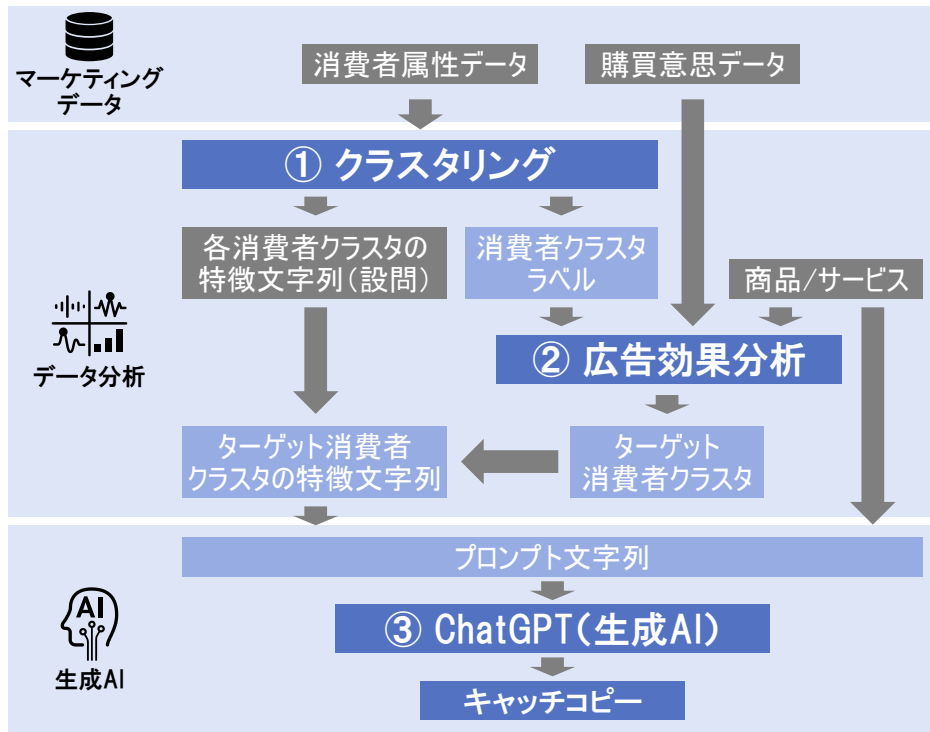 マーケティング
データ
消費者属性データ
購買意思データ
① クラスタリング
各消費者クラスタの
特徴文字列(設問)
消費者クラスタ
ラベル
商品/サービス
② 広告効果分析
データ分析
ターゲット消費者
クラスタの特徴文字列
ターゲット
消費者クラスタ
プロンプト文字列
AI
生成AI
③ ChatGPT(生成AI)
キャッチコピー